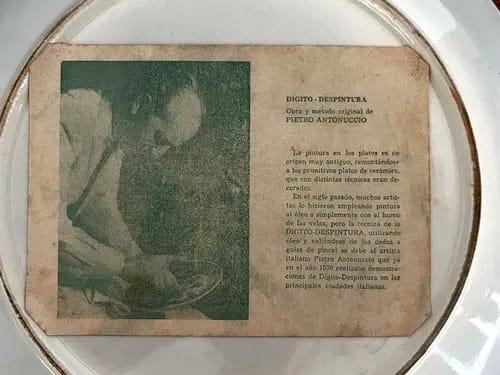 DIGITO-DESPINTURA
Obra y método original de
PIETRO ANTONUCCIO
La pintura en los platos es de
origen muy antiguo, remontándose
a los primitivos platos de cerámica,
que con distintas técnicas eran de-
corados.
En el siglo pasado, muchos artis-
tas lo hicieron empleando pintura
al óleo o simplemente con el humo
de las velas; pero la técnica de la
DIGITO-DESPINTURA, utilizando
óleo y valiéndose de los dedos a
guisa de pincel se debe al artista
italiano Pietro Antonuccio que ya
en el año 1930 realizaba demostra-
ciones de Dígito-Despintura en las
principales ciudades italianas.